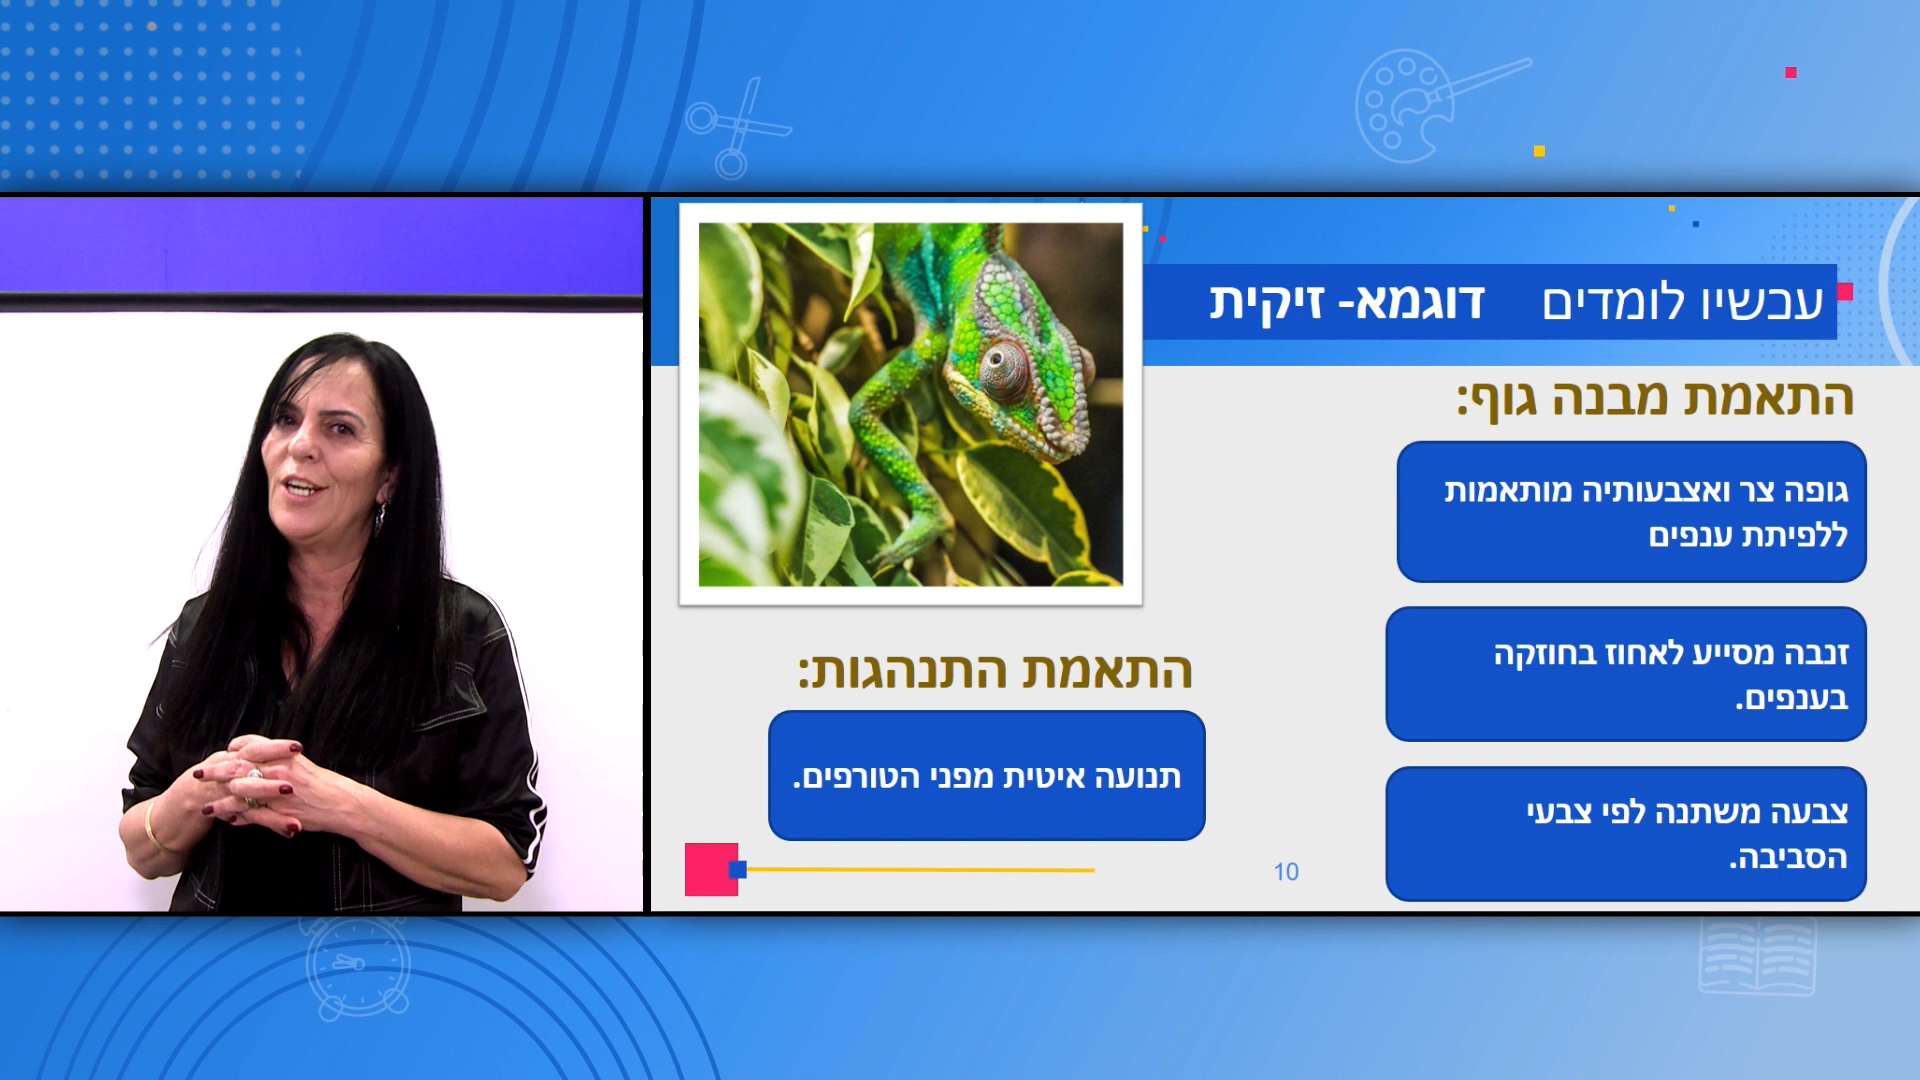 עכשיו לומדים דוגמא- זיקית
התאמת מבנה גוף:
גופה צר ואצבעותיה מותאמות
ללפיתת ענפים
זנבה מסייע לאחוז בחוזקה
בענפים.
צבעה משתנה לפי צבעי
הסביבה.
התאמת התנהגות:
תנועה איטית מפני הטורפים.
10